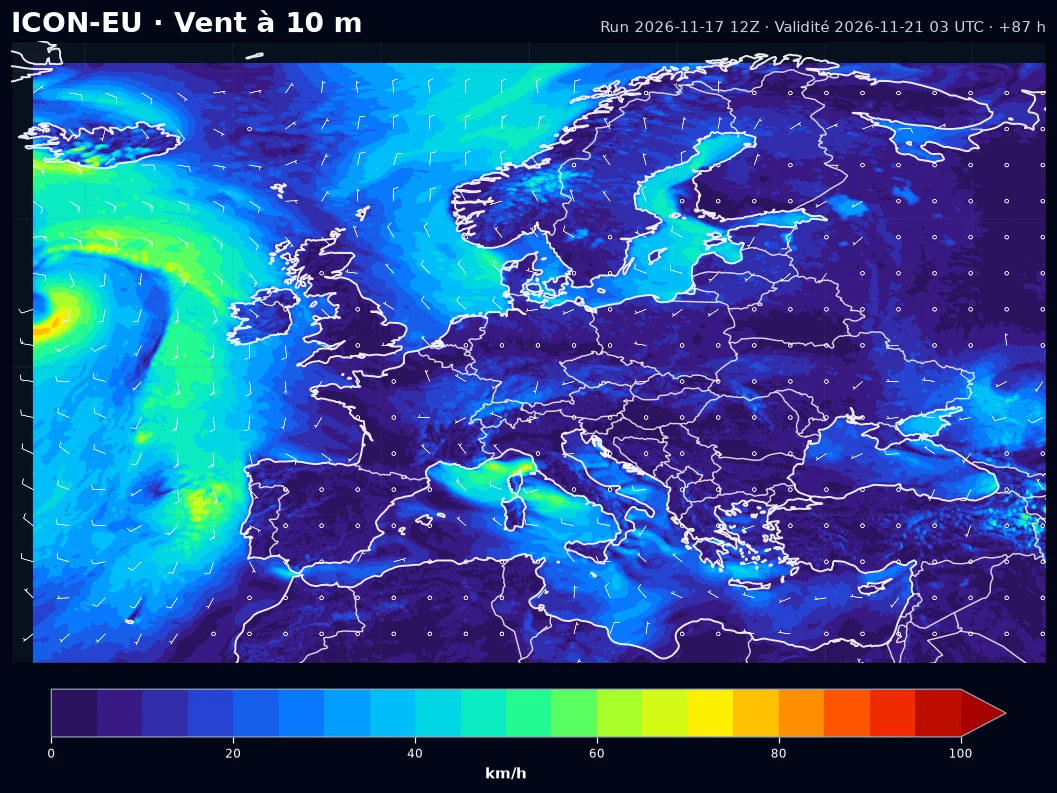 ICON-EU · Vent à 10 m
Run 2026-11-17 12Z · Validité 2026-11-21 03 UTC · +87 h
0 20 40 60 80 100
km/h